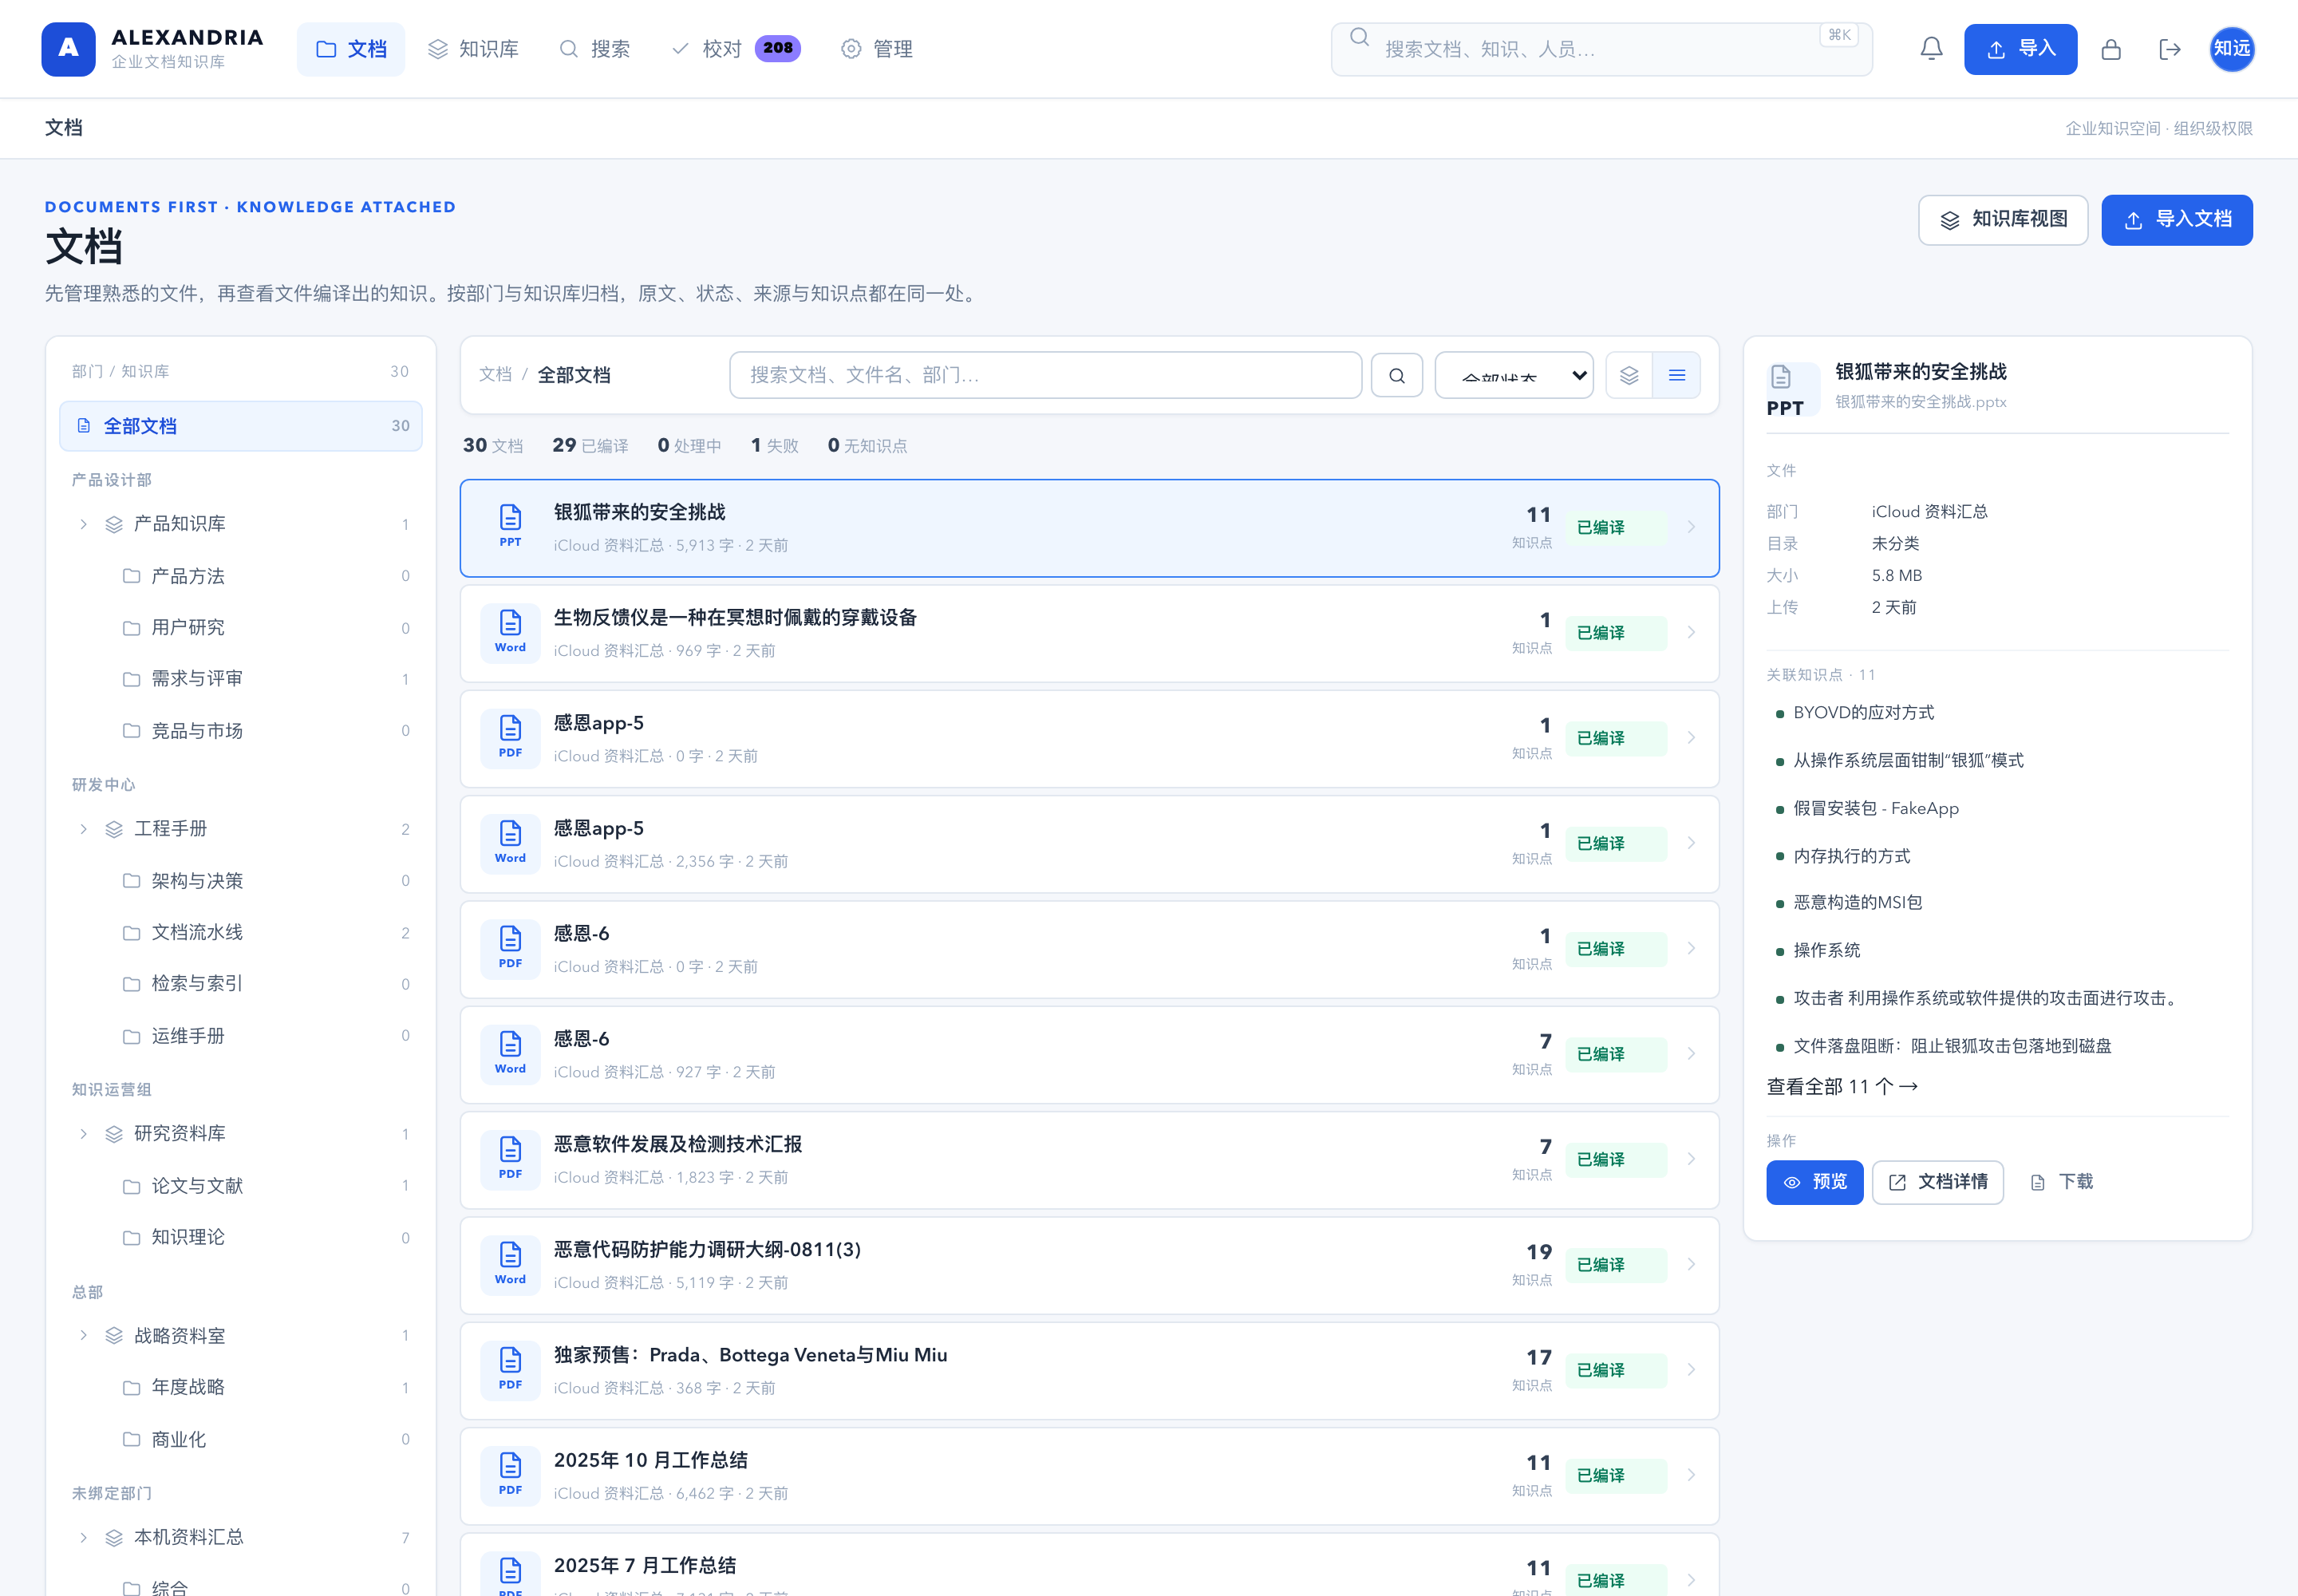 A
ALEXANDRIA
企业文档知识库
文档
知识库
搜索
校对 208
管理
搜索文档、知识、人员...
⌘K
导入
知远
文档
企业知识空间 · 组织级权限
DOCUMENTS FIRST · KNOWLEDGE ATTACHED
文档
先管理熟悉的文件，再查看文件编译出的知识。按部门与知识库归档，原文、状态、来源与知识点都在同一处。
知识库视图
导入文档
部门 / 知识库 30
全部文档 30
产品设计部
产品知识库 1
产品方法 0
用户研究 0
需求与评审 1
竞品与市场 0
研发中心
工程手册 2
架构与决策 0
文档流水线 2
检索与索引 0
运维手册 0
知识运营组
研究资料库 1
论文与文献 1
知识理论 0
总部
战略资料室 1
年度战略 1
商业化 0
未绑定部门
本机资料汇总 7
综合 0
文档 / 全部文档
搜索文档、文件名、部门...
全部状态
30 文档 29 已编译 0 处理中 1 失败 0 无知识点
PPT
银狐带来的安全挑战
iCloud 资料汇总 · 5,913 字 · 2 天前
11
知识点
已编译
Word
生物反馈仪是一种在冥想时佩戴的穿戴设备
iCloud 资料汇总 · 969 字 · 2 天前
1
知识点
已编译
PDF
感恩app-5
iCloud 资料汇总 · 0 字 · 2 天前
1
知识点
已编译
Word
感恩app-5
iCloud 资料汇总 · 2,356 字 · 2 天前
1
知识点
已编译
PDF
感恩-6
iCloud 资料汇总 · 0 字 · 2 天前
1
知识点
已编译
Word
感恩-6
iCloud 资料汇总 · 927 字 · 2 天前
7
知识点
已编译
PDF
恶意软件发展及检测技术汇报
iCloud 资料汇总 · 1,823 字 · 2 天前
7
知识点
已编译
Word
恶意代码防护能力调研大纲-0811(3)
iCloud 资料汇总 · 5,119 字 · 2 天前
19
知识点
已编译
PDF
独家预售：Prada、Bottega Veneta与Miu Miu
iCloud 资料汇总 · 368 字 · 2 天前
17
知识点
已编译
PDF
2025年 10 月工作总结
iCloud 资料汇总 · 6,462 字 · 2 天前
11
知识点
已编译
PDF
2025年 7 月工作总结
11
已编译
PPT
银狐带来的安全挑战
银狐带来的安全挑战.pptx
文件
部门 iCloud 资料汇总
目录 未分类
大小 5.8 MB
上传 2 天前
关联知识点 · 11
BYOVD的应对方式
从操作系统层面钳制“银狐”模式
假冒安装包 - FakeApp
内存执行的方式
恶意构造的MSI包
操作系统
攻击者 利用操作系统或软件提供的攻击面进行攻击。
文件落盘阻断：阻止银狐攻击包落地到磁盘
查看全部 11 个 →
操作
预览
文档详情
下载